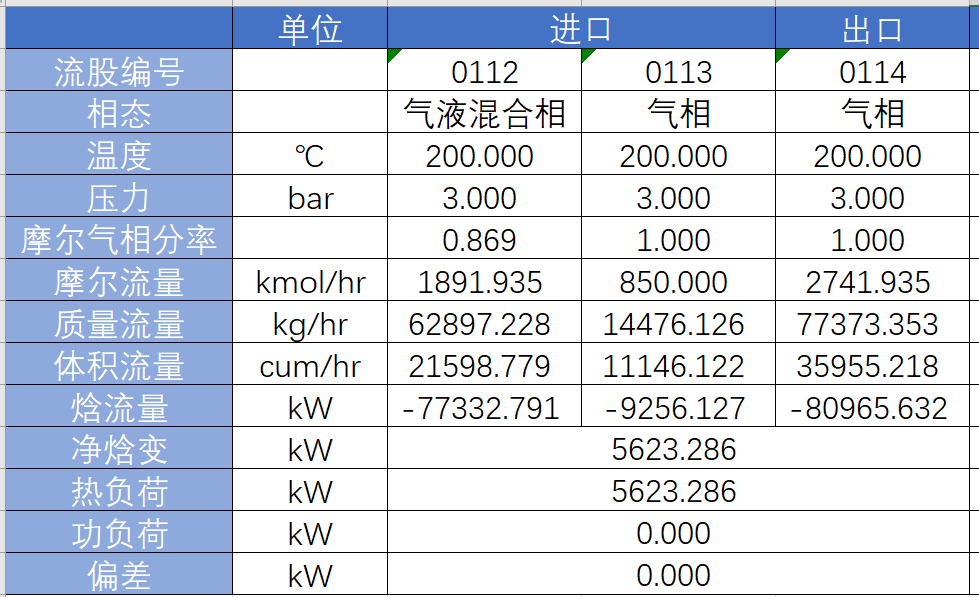 单位 进口 出口
流股编号 0112 0113 0114
相态 气液混合相 气相 气相
温度 ℃ 200.000 200.000 200.000
压力 bar 3.000 3.000 3.000
摩尔气相分率 0.869 1.000 1.000
摩尔流量 kmol/hr 1891.935 850.000 2741.935
质量流量 kg/hr 62897.228 14476.126 77373.353
体积流量 cum/hr 21598.779 11146.122 35955.218
焓流量 kW -77332.791 -9256.127 -80965.632
净焓变 kW 5623.286
热负荷 kW 5623.286
功负荷 kW 0.000
偏差 kW 0.000